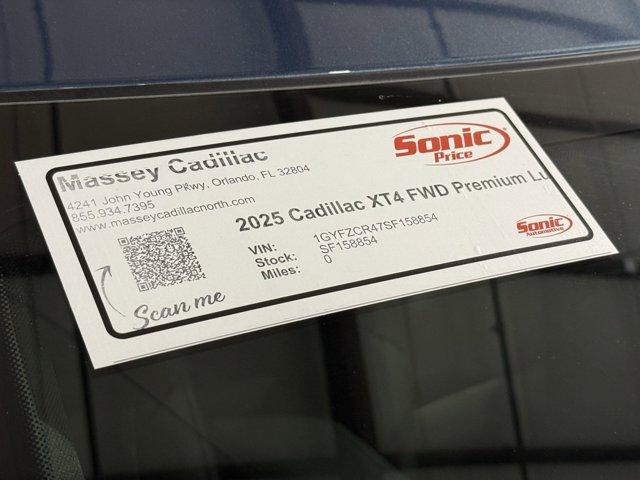 Massey Cadillac
4241 John Young Pkwy, Orlando, FL 32804
855.934.7395
www.masseycadillacnorth.com
Sonic
Price
2025 Cadillac XT4 FWD Premium Lu
VIN: 1GYFZCR47SF158854
Stock: SF158854
Miles: 0
Scan me
Sonic
Automotive